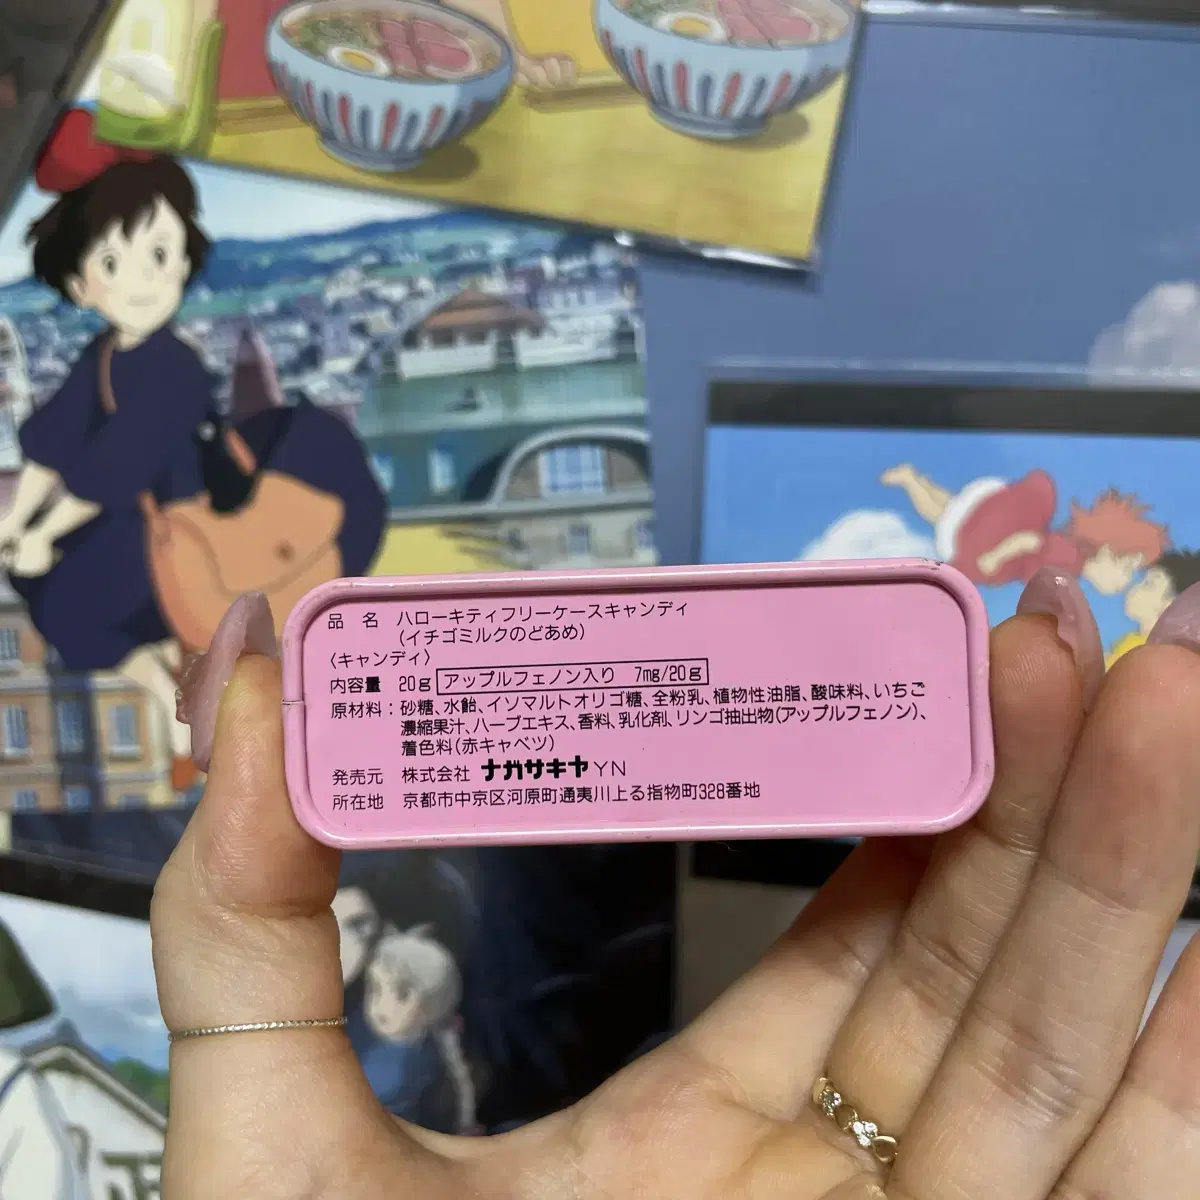 品 名 ハローキティフリーケースキャンディ
(イチゴミルクのどあめ)
〈キャンディ〉
内容量 20g アップルフェノン入り 7mg/20g
原材料:砂糖、水飴、イソマルトオリゴ糖、全粉乳、植物性油脂、酸味料、いちご
濃縮果汁、ハーブエキス、香料、乳化剤、リンゴ抽出物(アップルフェノン)、
着色料(赤キャベツ)
発売元 株式会社 ナガサキヤ YN
所在地 京都市中京区河原町通夷川上る指物町328番地